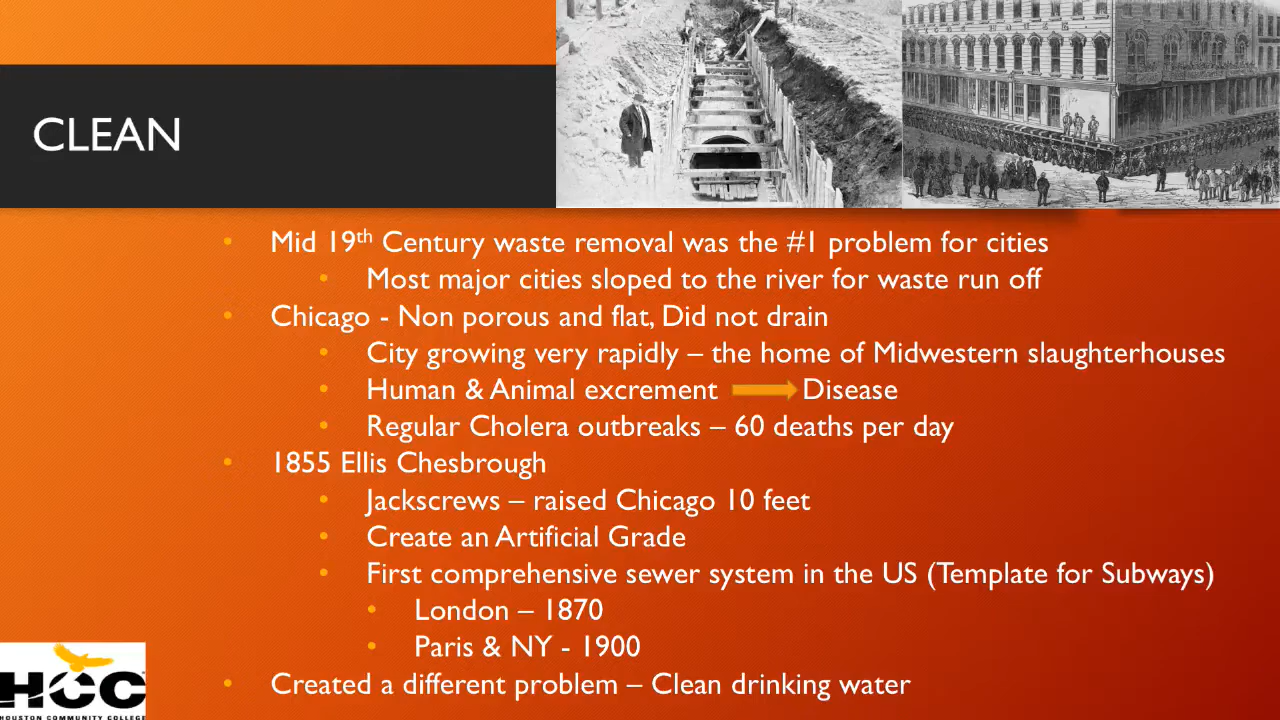 CLEAN
Mid 19th Century waste removal was the #1 problem for cities
Most major cities sloped to the river for waste run off
Chicago - Non porous and flat, Did not drain
City growing very rapidly – the home of Midwestern slaughterhouses
Human & Animal excrement Disease
Regular Cholera outbreaks – 60 deaths per day
1855 Ellis Chesbrough
Jackscrews – raised Chicago 10 feet
Create an Artificial Grade
First comprehensive sewer system in the US (Template for Subways)
London – 1870
Paris & NY - 1900
Created a different problem – Clean drinking water
HCC
HOUSTON COMMUNITY COLLEGE